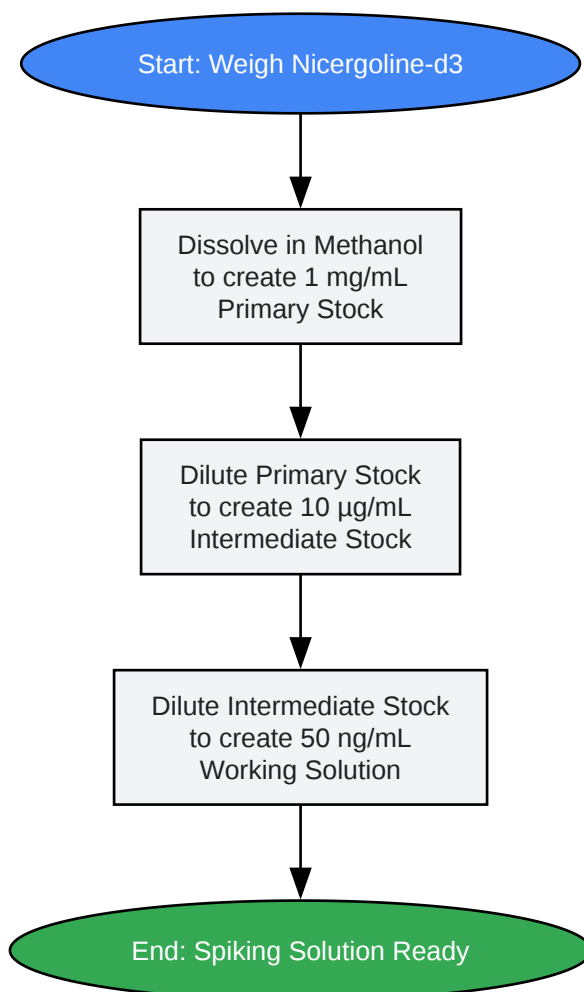 Start: Weigh Nicergoline-d3
Dissolve in Methanol
to create 1 mg/mL
Primary Stock
Dilute Primary Stock
to create 10 µg/mL
Intermediate Stock
Dilute Intermediate Stock
to create 50 ng/mL
Working Solution
End: Spiking Solution Ready